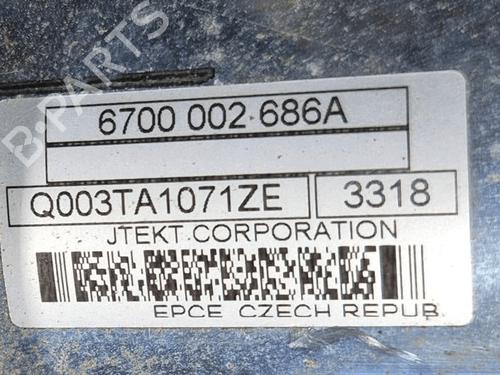 B-PARTS
6700 002 686A
Q003TA1071ZE 3318
JTEKT CORPORATION
EPCE CZECH REPUB